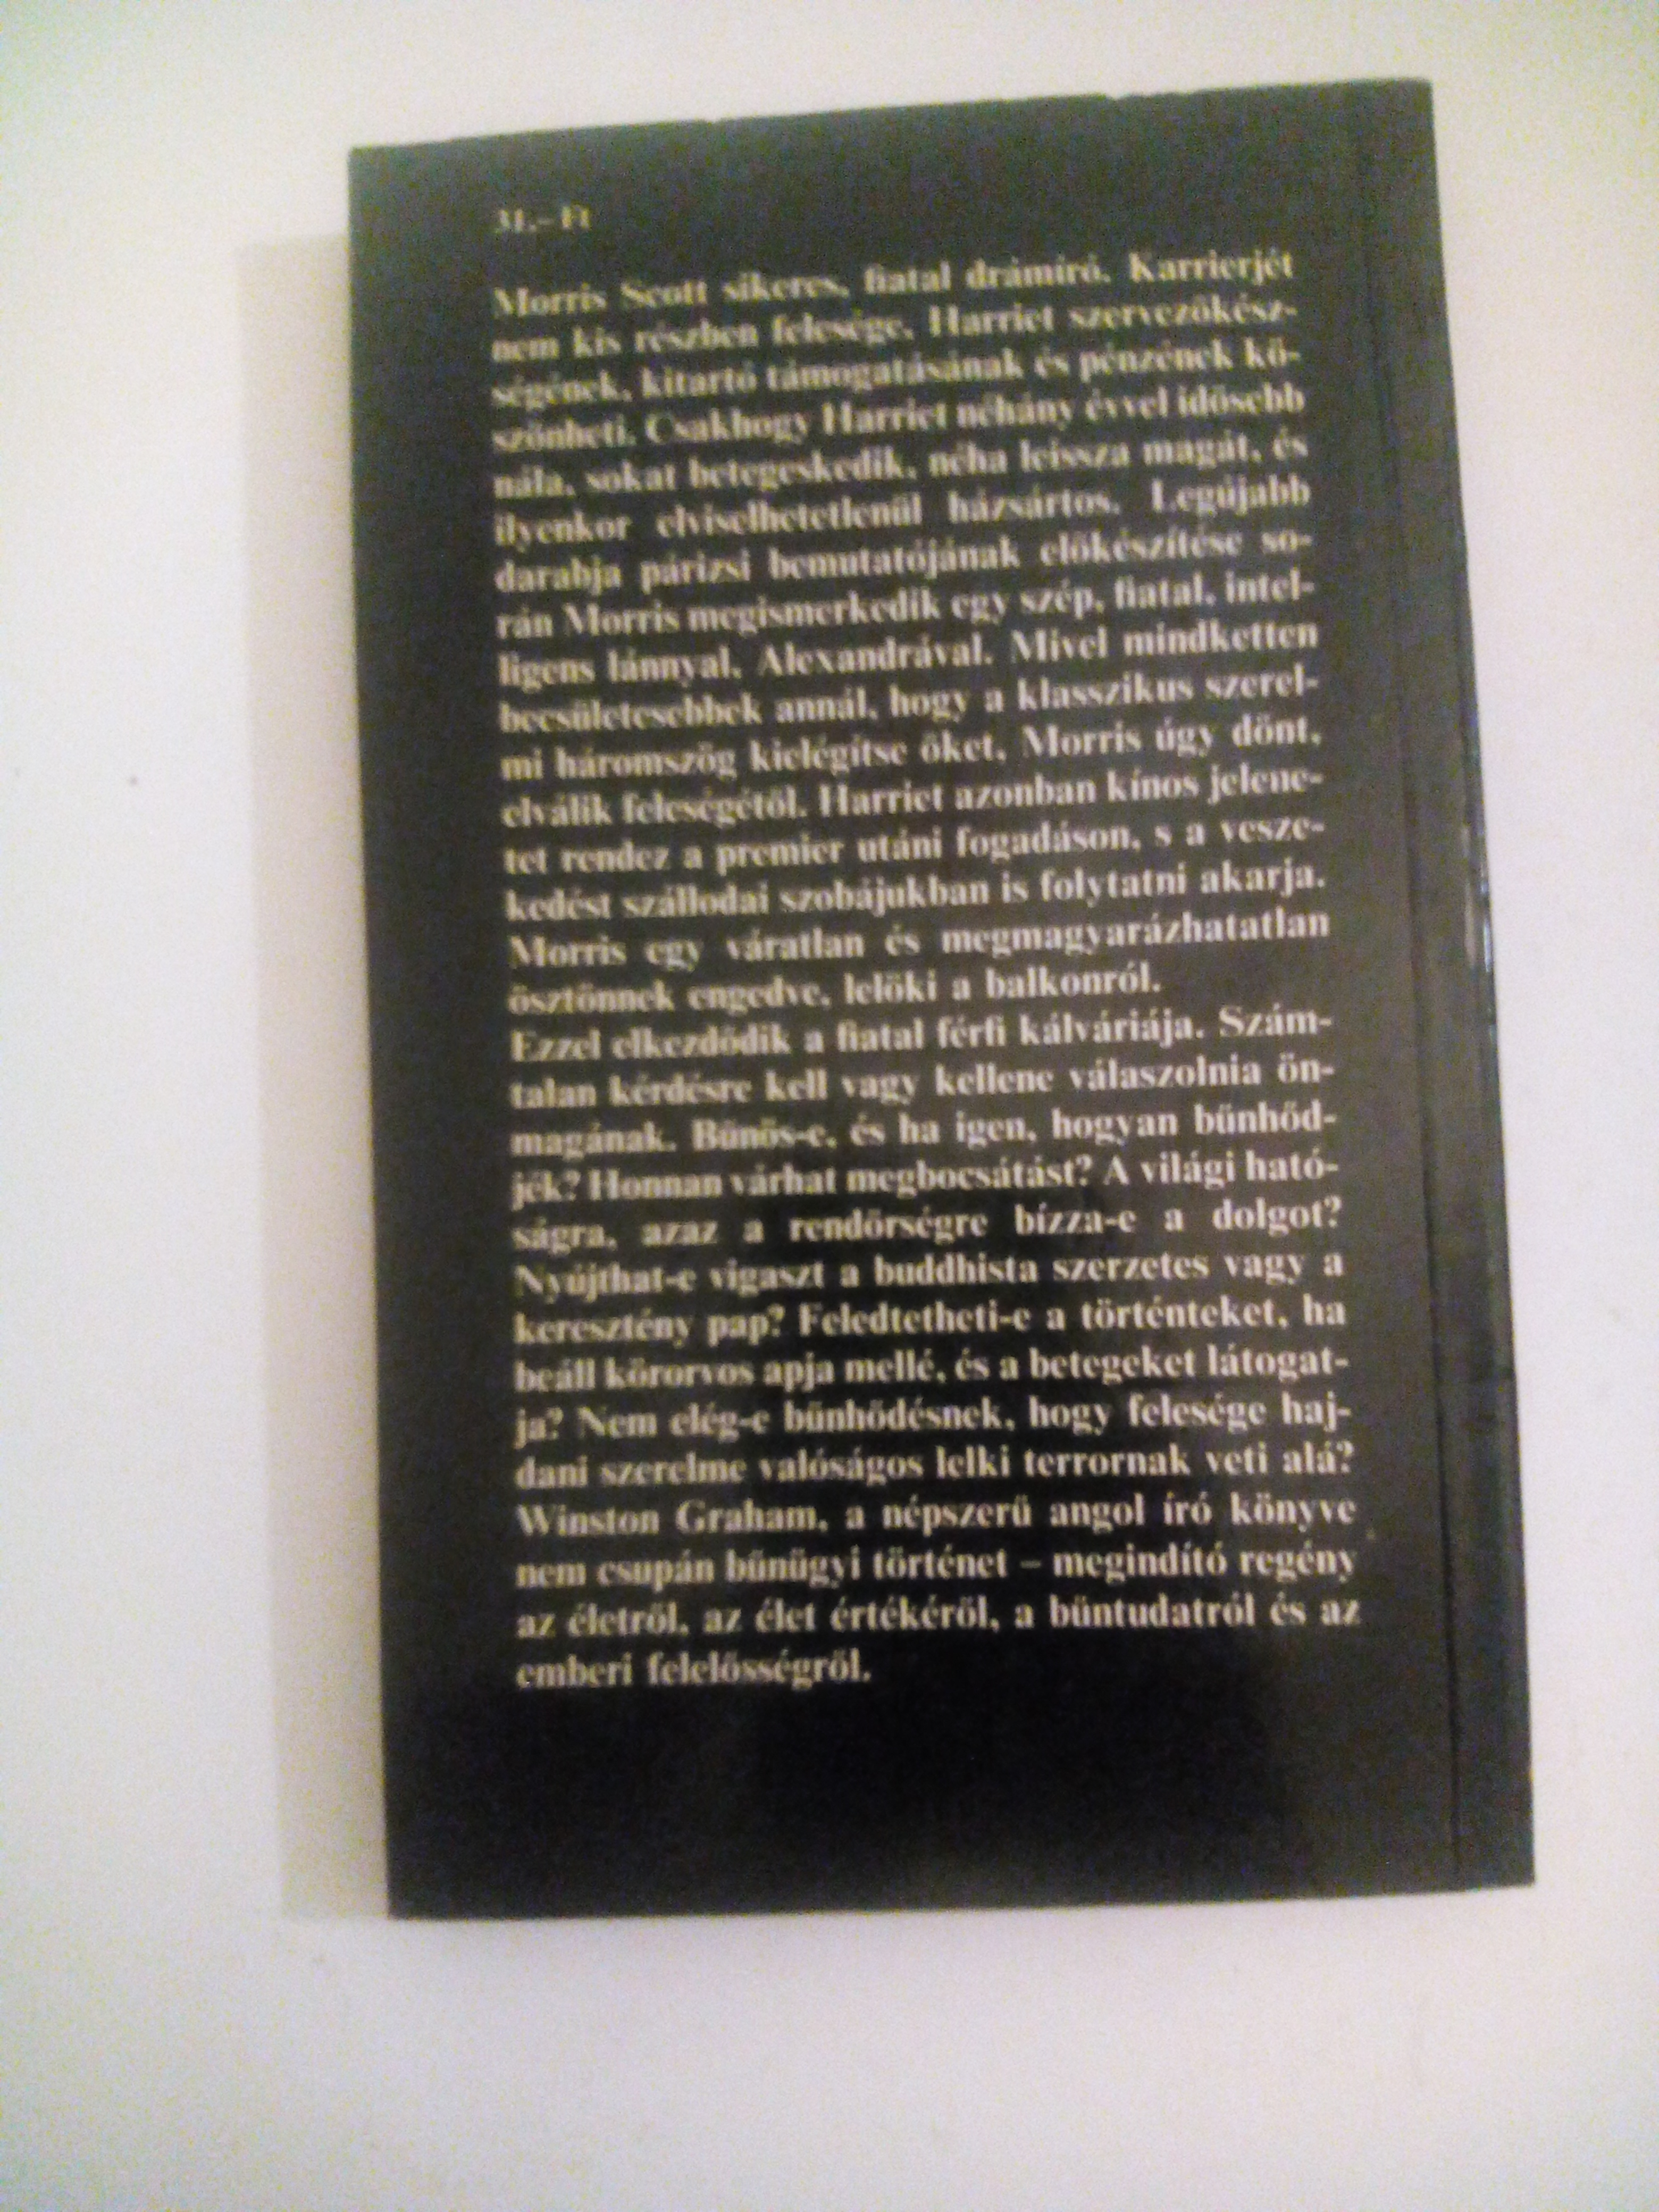 31.– Ft
Morris Scott sikeres, fiatal drámíró. Karrierjét
nem kis részben felesége, Harriet szervezőkész-
ségének, kitartó támogatásának és pénzének kö-
szönheti. Csakhogy Harriet néhány évvel idősebb
nála, sokat betegeskedik, néha leissza magát, és
ilyenkor elviselhetetlenül házsártos. Legújabb
darabja párizsi bemutatójának előkészítése so-
rán Morris megismerkedik egy szép, fiatal, intel-
ligens lánnyal, Alexandrával. Mivel mindketten
becsületesebbek annál, hogy a klasszikus szerel-
mi háromszög kielégítse őket, Morris úgy dönt,
elválik feleségétől. Harriet azonban kínos jelene-
tet rendez a premier utáni fogadáson, s a vesze-
kedést szállodai szobájukban is folytatni akarja.
Morris egy váratlan és megmagyarázhatatlan
ösztönnek engedve, lelöki a balkonról.
Ezzel elkezdődik a fiatal férfi kálváriája. Szám-
talan kérdésre kell vagy kellene válaszolnia ön-
magának. Bűnös-e, és ha igen, hogyan bűnhőd-
jék? Honnan várhat megbocsátást? A világi ható-
ságra, azaz a rendőrségre bízza-e a dolgot?
Nyújthat-e vigaszt a buddhista szerzetes vagy a
keresztény pap? Feledtetheti-e a történteket, ha
beáll körorvos apja mellé, és a betegeket látogat-
ja? Nem elég-e bűnhődésnek, hogy felesége haj-
dani szerelme valóságos lelki terrornak veti alá?
Winston Graham, a népszerű angol író könyve
nem csupán bűnügyi történet – megindító regény
az életről, az élet értékéről, a bűntudatról és az
emberi felelősségről.